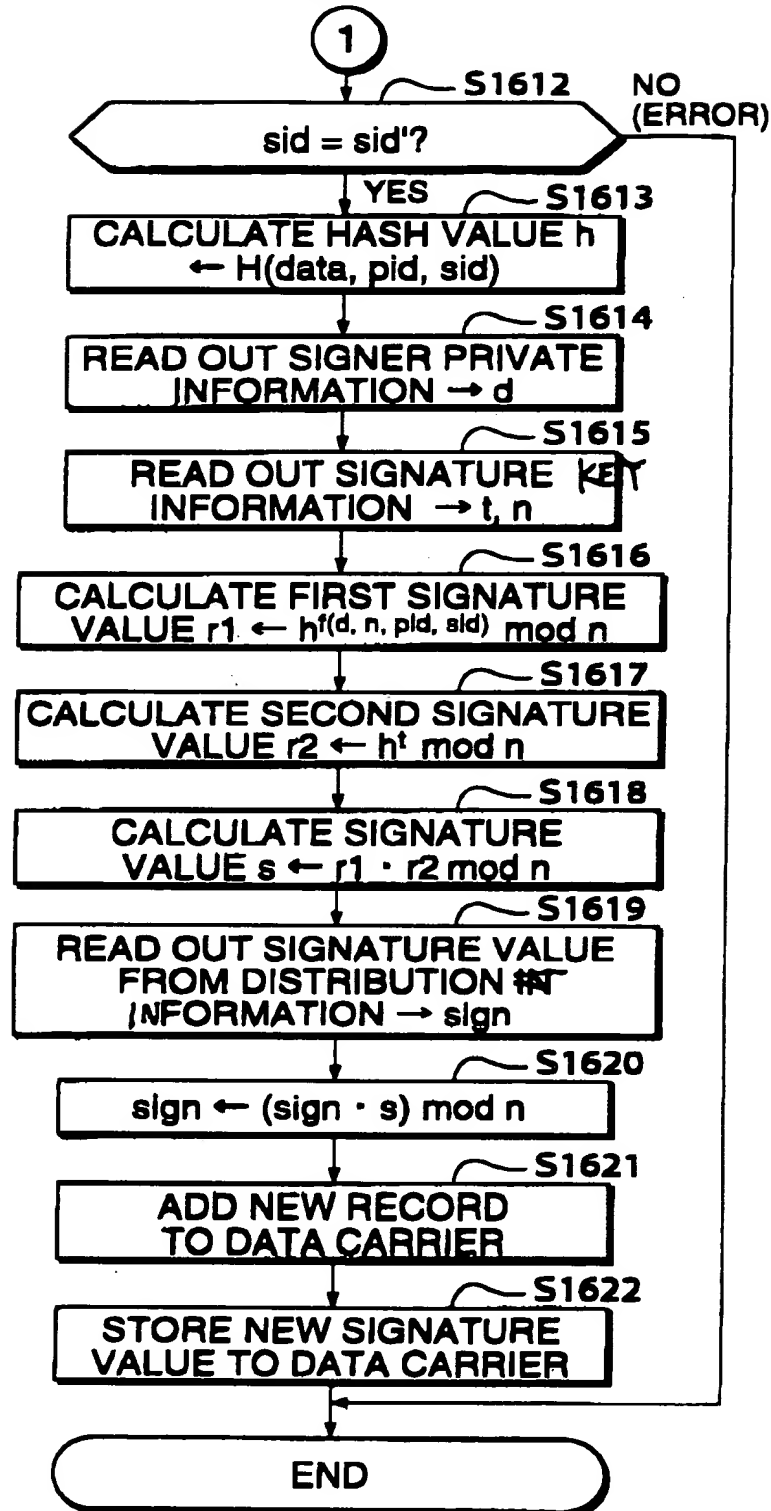 1
S1612
NO
(ERROR)
sid = sid'?
YES
S1613
CALCULATE HASH VALUE h
← H(data, pid, sid)
S1614
READ OUT SIGNER PRIVATE
INFORMATION → d
S1615
READ OUT SIGNATURE KEY
INFORMATION → t, n
S1616
CALCULATE FIRST SIGNATURE
VALUE r1 ← h^f(d, n, pid, sid) mod n
S1617
CALCULATE SECOND SIGNATURE
VALUE r2 ← h^t mod n
S1618
CALCULATE SIGNATURE
VALUE s ← r1 · r2 mod n
S1619
READ OUT SIGNATURE VALUE
FROM DISTRIBUTION
INFORMATION → sign
S1620
sign ← (sign · s) mod n
S1621
ADD NEW RECORD
TO DATA CARRIER
S1622
STORE NEW SIGNATURE
VALUE TO DATA CARRIER
END